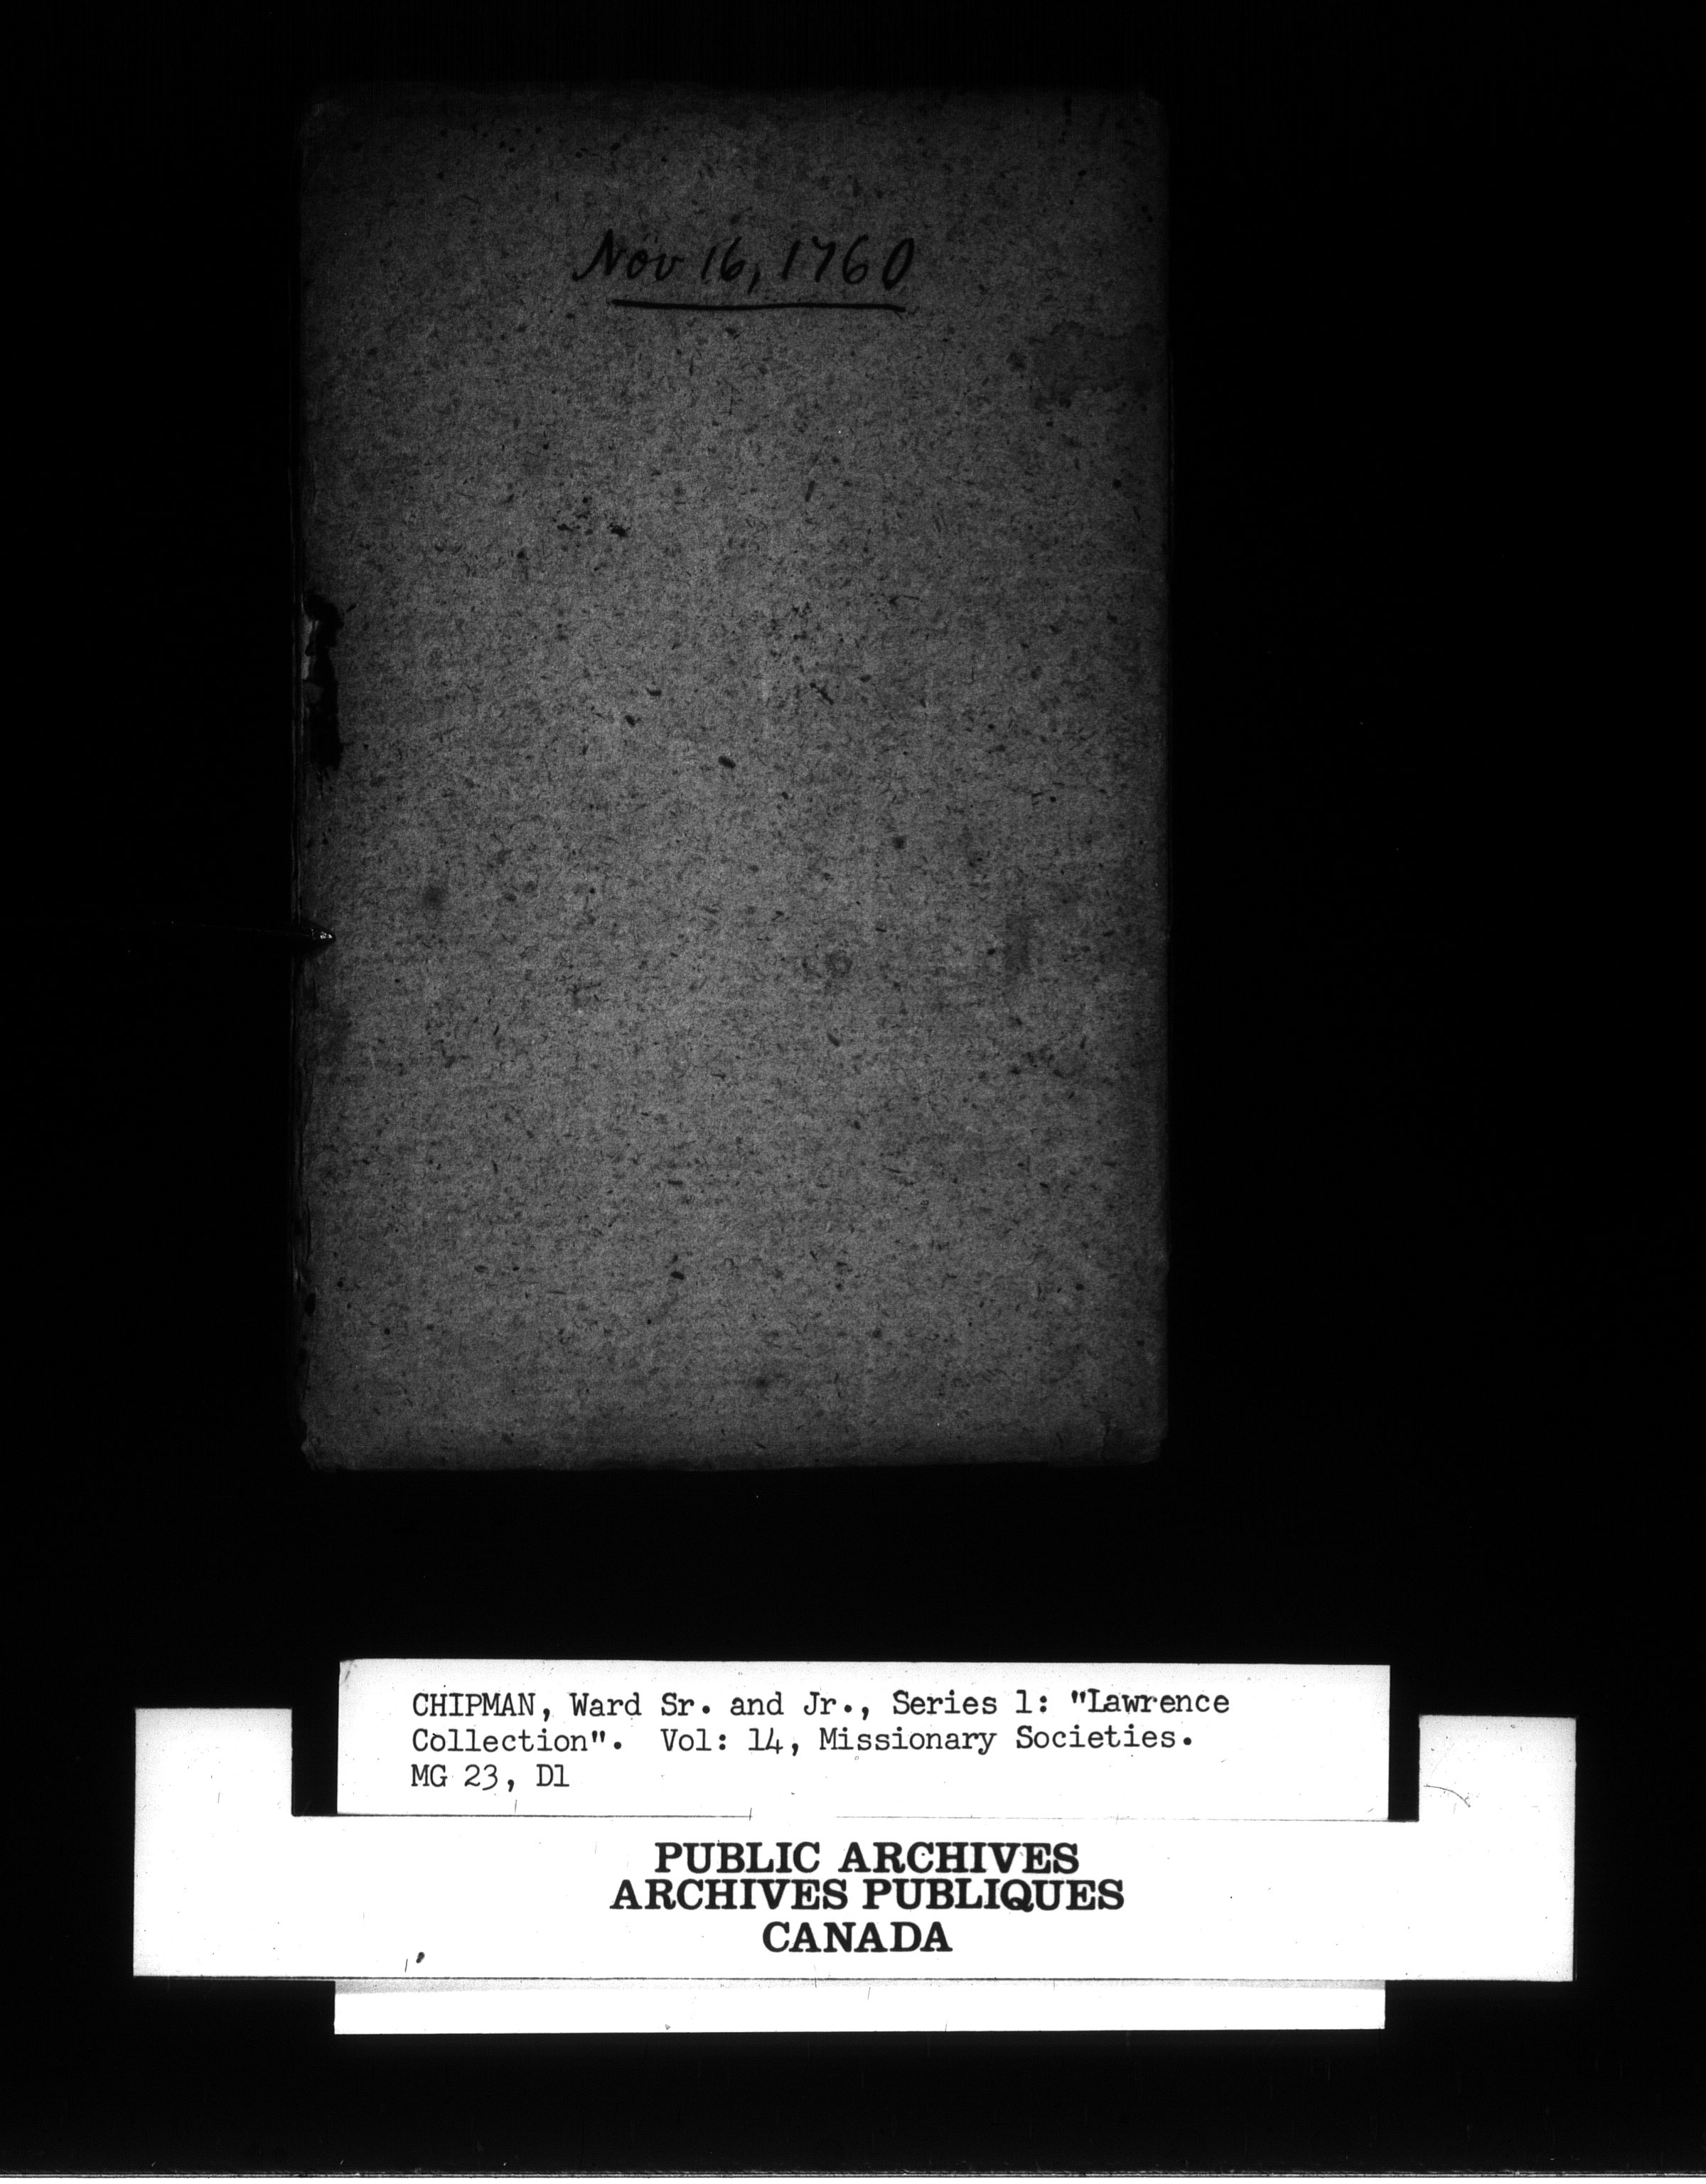 Nov 16, 1760
CHIPMAN, Ward Sr. and Jr., Series 1: "Lawrence
Collection". Vol: 14, Missionary Societies.
MG 23, D1
PUBLIC ARCHIVES
ARCHIVES PUBLIQUES
CANADA